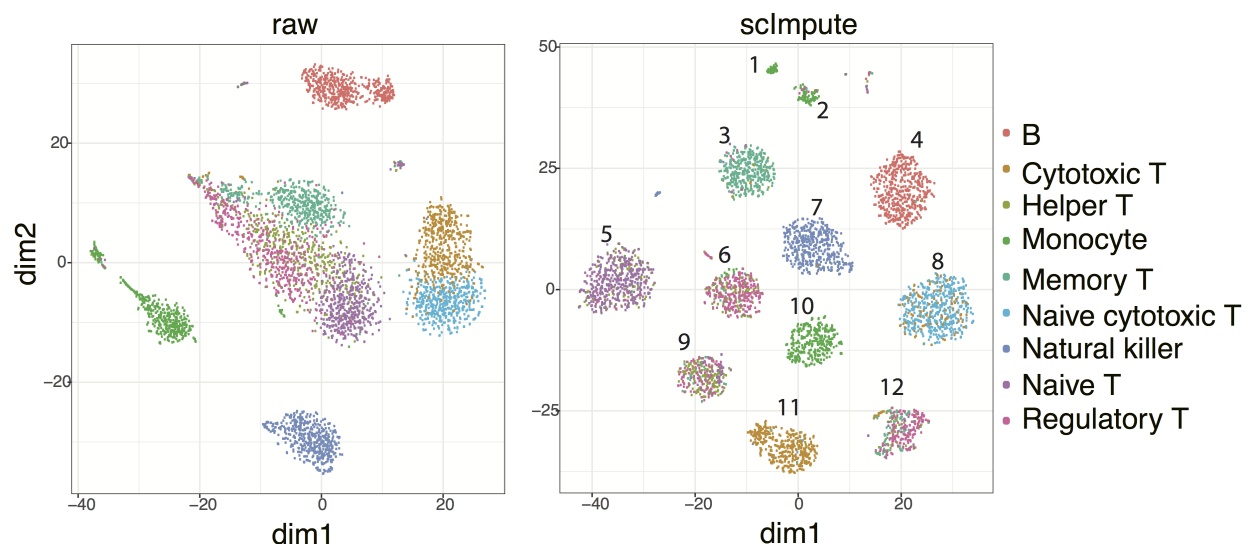 raw
scImpute
dim2
20
0
−20
−40
−20
0
20
dim1
50
25
0
−25
−40
−20
0
20
dim1
1
2
3
4
5
6
7
8
9
10
11
12
B
Cytotoxic T
Helper T
Monocyte
Memory T
Naive cytotoxic T
Natural killer
Naive T
Regulatory T